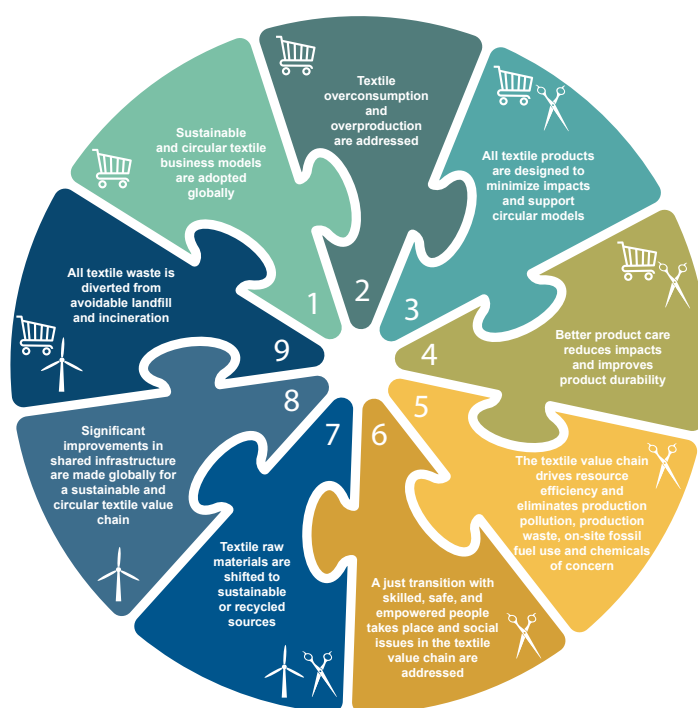 Sustainable
and circular textile
business models
are adopted
globally
1
Textile
overconsumption
and
overproduction
are addressed
2
All textile products
are designed to
minimize impacts
and support
circular models
3
Better product care
reduces impacts
and improves
product durability
4
The textile value chain
drives resource
efficiency and
eliminates production
pollution, production
waste, on-site fossil
fuel use and chemicals
of concern
5
A just transition with
skilled, safe, and
empowered people
takes place and social
issues in the textile
value chain are
addressed
6
Textile raw
materials are
shifted to
sustainable
or recycled
sources
7
Significant
improvements in
shared infrastructure
are made globally for
a sustainable and
circular textile value
chain
8
All textile waste is
diverted from
avoidable landfill
and incineration
9